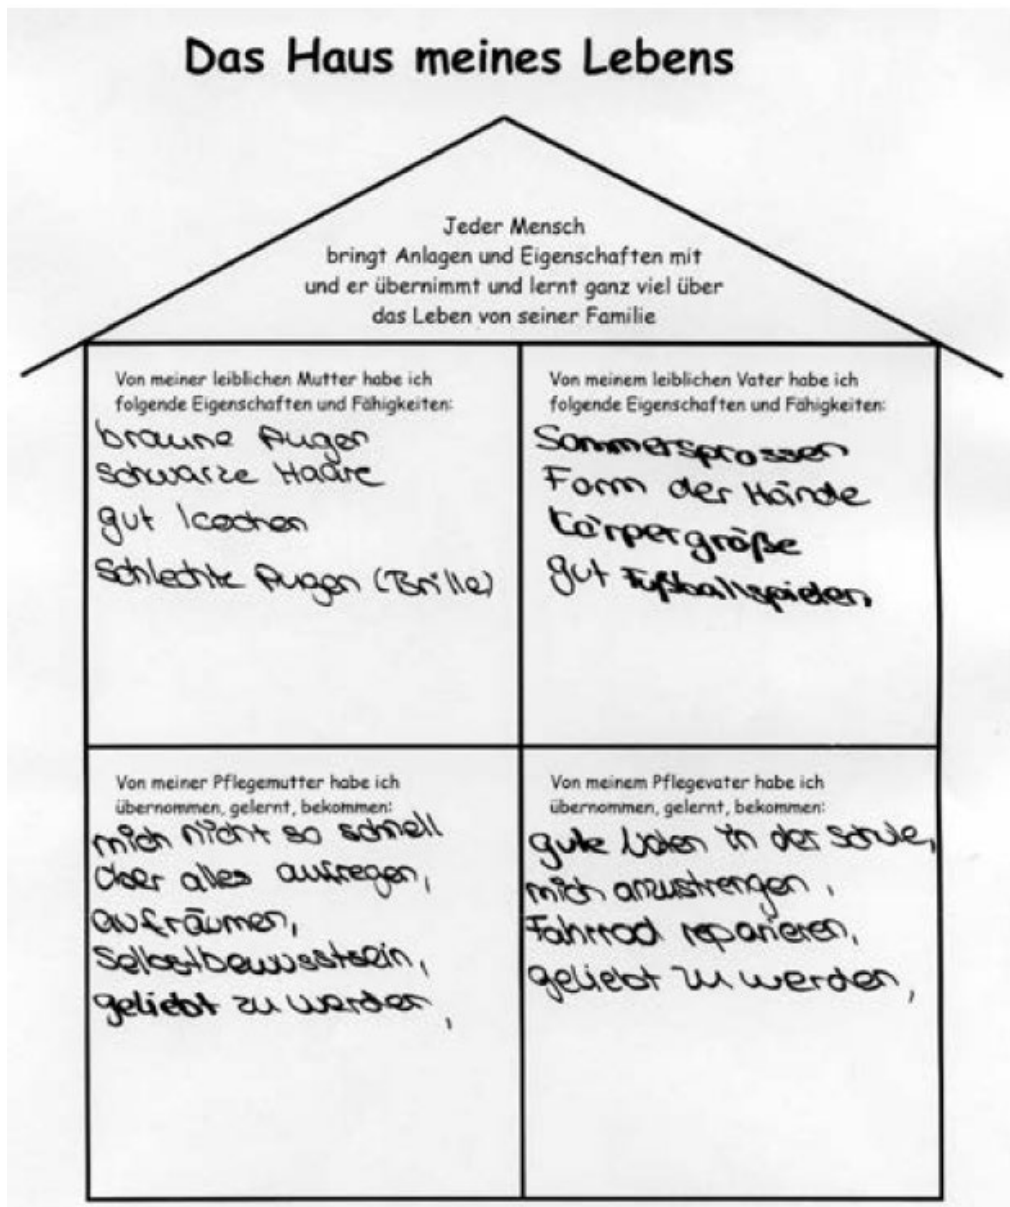 Das Haus meines Lebens
Jeder Mensch
bringt Anlagen und Eigenschaften mit
und er übernimmt und lernt ganz viel über
das Leben von seiner Familie
Von meiner leiblichen Mutter habe ich
folgende Eigenschaften und Fähigkeiten:
braune Augen
schwarze Haare
gut kochen
Schlechte Augen (Brille)
Von meinem leiblichen Vater habe ich
folgende Eigenschaften und Fähigkeiten:
Sommersprossen
Form der Hände
Körpergröße
gut Fußballspielen
Von meiner Pflegemutter habe ich
übernommen, gelernt, bekommen:
mich nicht so schnell
über alles aufregen,
aufräumen,
Selbstbewusstsein,
geliebt zu werden,
Von meinem Pflegevater habe ich
übernommen, gelernt, bekommen:
gute Noten in der Schule,
mich anzustrengen,
Fahrrad reparieren,
geliebt zu werden,